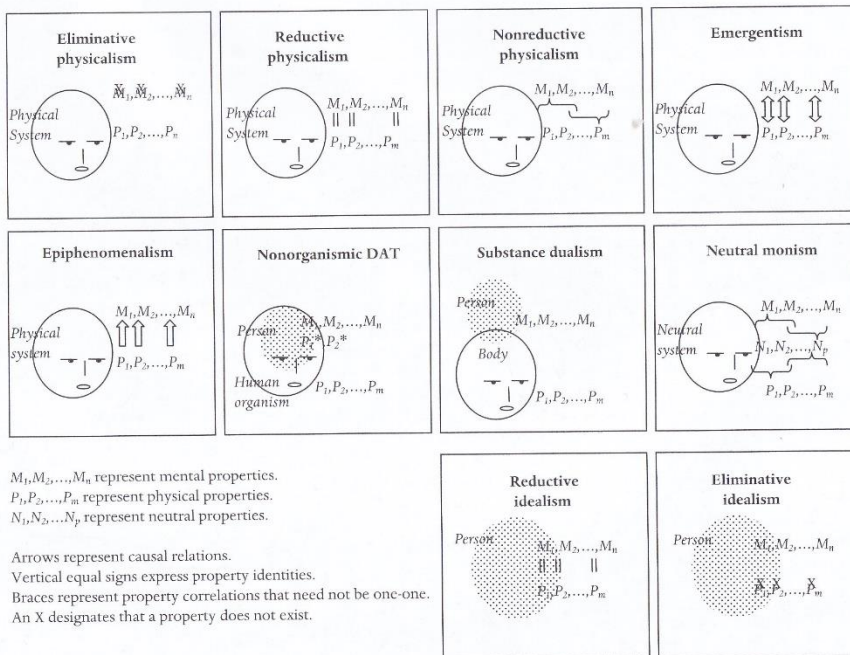 Eliminative
physicalism
Physical
System
M₁,M₂,...,Mₙ
X X X
P₁,P₂,...,Pₙ
Reductive
physicalism
Physical
System
M₁,M₂,...,Mₙ
P₁,P₂,...,Pₘ
Nonreductive
physicalism
Physical
System
M₁,M₂,...,Mₙ
P₁,P₂,...,Pₘ
Emergentism
Physical
System
M₁,M₂,...,Mₙ
P₁,P₂,...,Pₘ
Epiphenomenalism
Physical
system
M₁,M₂,...,Mₙ
P₁,P₂,...,Pₘ
Nonorganismic DAT
Person
M₁,M₂,...,Mₙ
P₁* P₂*
Human
organism
P₁,P₂,...,Pₘ
Substance dualism
Person
M₁,M₂,...,Mₙ
Body
P₁,P₂,...,Pₘ
Neutral monism
Neutral
system
M₁,M₂,...,Mₙ
N₁,N₂,...,Nₚ
P₁,P₂,...,Pₘ
M₁,M₂,...,Mₙ represent mental properties.
P₁,P₂,...,Pₘ represent physical properties.
N₁,N₂,...Nₚ represent neutral properties.
Arrows represent causal relations.
Vertical equal signs express property identities.
Braces represent property correlations that need not be one-one.
An X designates that a property does not exist.
Reductive
idealism
Person
M₁,M₂,...,Mₙ
P₁,P₂,...,Pₘ
Eliminative
idealism
Person
M₁,M₂,...,Mₙ
X X X
P₁,P₂,...,Pₘ